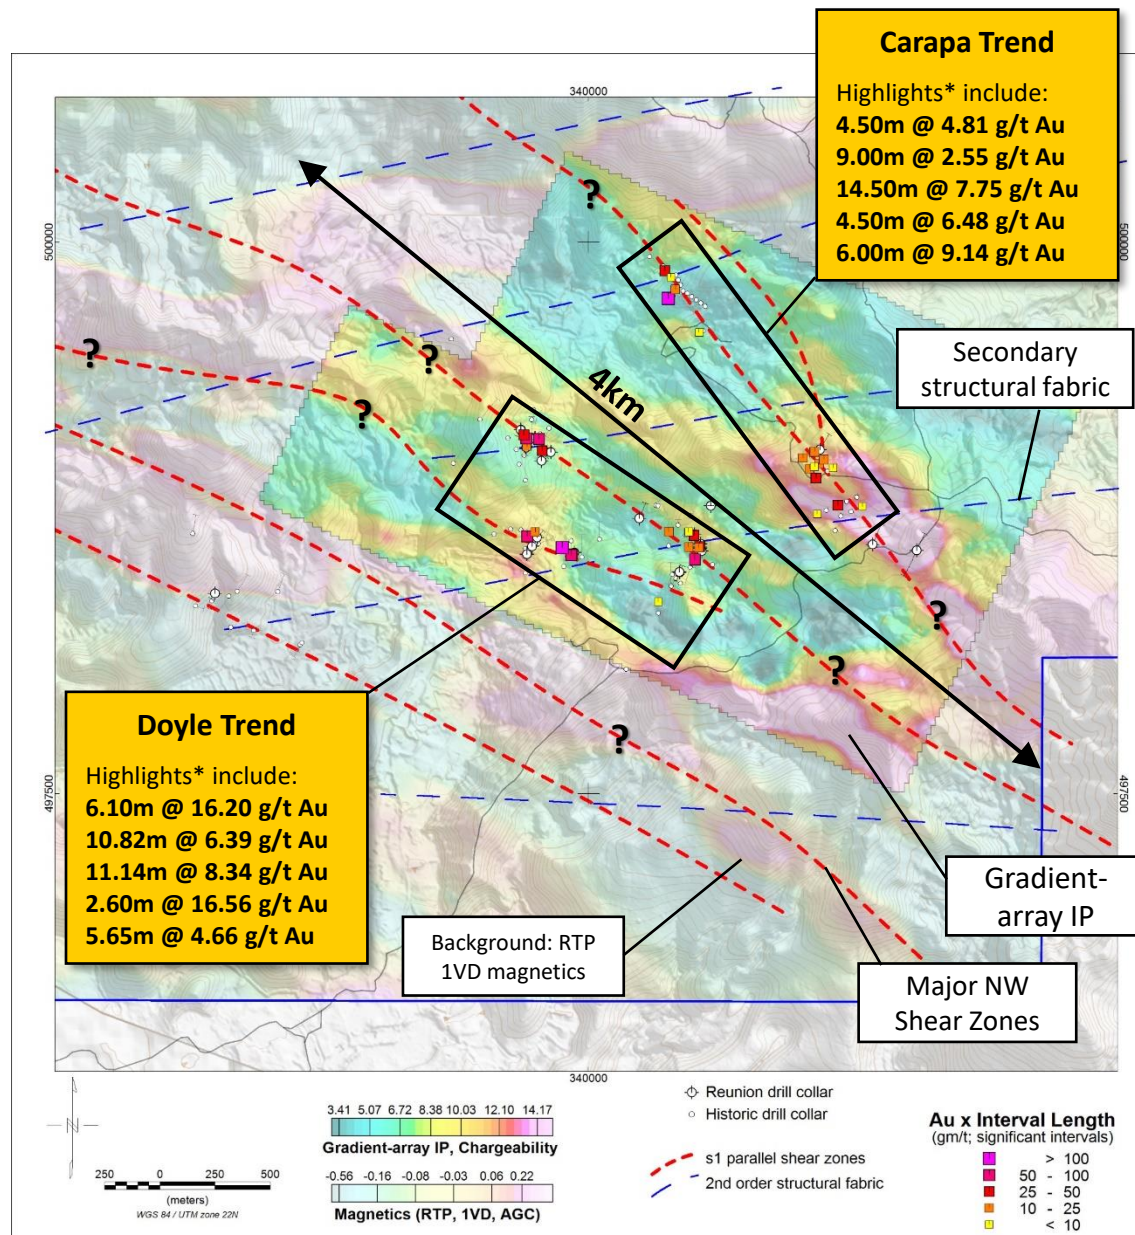 Carapa Trend
Highlights* include:
4.50m @ 4.81 g/t Au
9.00m @ 2.55 g/t Au
14.50m @ 7.75 g/t Au
4.50m @ 6.48 g/t Au
6.00m @ 9.14 g/t Au
340000
500000
500000
?
?
?
?
4km
Secondary
structural fabric
?
?
?
Doyle Trend
Highlights* include:
6.10m @ 16.20 g/t Au
10.82m @ 6.39 g/t Au
11.14m @ 8.34 g/t Au
2.60m @ 16.56 g/t Au
5.65m @ 4.66 g/t Au
497500
497500
Gradient-
array IP
Background: RTP
1VD magnetics
Major NW
Shear Zones
340000
N
250 0 250 500
(meters)
WGS 84 / UTM zone 22N
3.41 5.07 6.72 8.38 10.03 12.10 14.17
Gradient-array IP, Chargeability
-0.56 -0.16 -0.08 -0.03 0.06 0.22
Magnetics (RTP, 1VD, AGC)
Reunion drill collar
Historic drill collar
s1 parallel shear zones
2nd order structural fabric
Au x Interval Length
(gm/t; significant intervals)
> 100
50 - 100
25 - 50
10 - 25
< 10